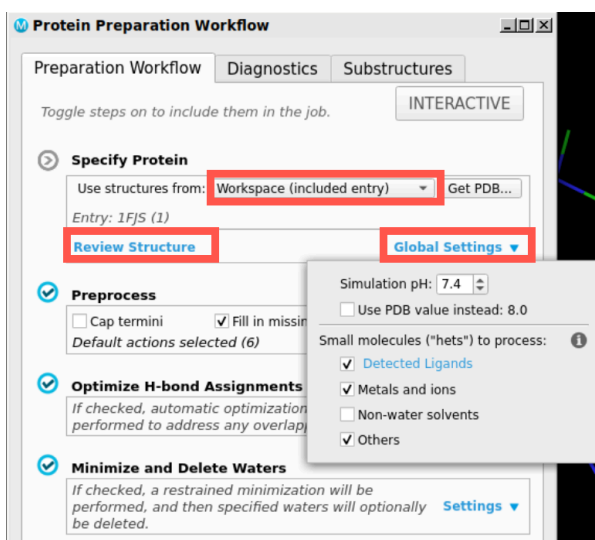 Protein Preparation Workflow
Preparation Workflow Diagnostics Substructures
Toggle steps on to include them in the job.
INTERACTIVE
Specify Protein
Use structures from: Workspace (included entry) Get PDB...
Entry: 1FJS (1)
Review Structure Global Settings
Simulation pH: 7.4
Use PDB value instead: 8.0
Preprocess
Cap termini Fill in missin
Default actions selected (6)
Small molecules ("hets") to process:
Detected Ligands
Metals and ions
Non-water solvents
Others
Optimize H-bond Assignments
If checked, automatic optimization
performed to address any overlap
Minimize and Delete Waters
If checked, a restrained minimization will be
performed, and then specified waters will optionally
be deleted.
Settings